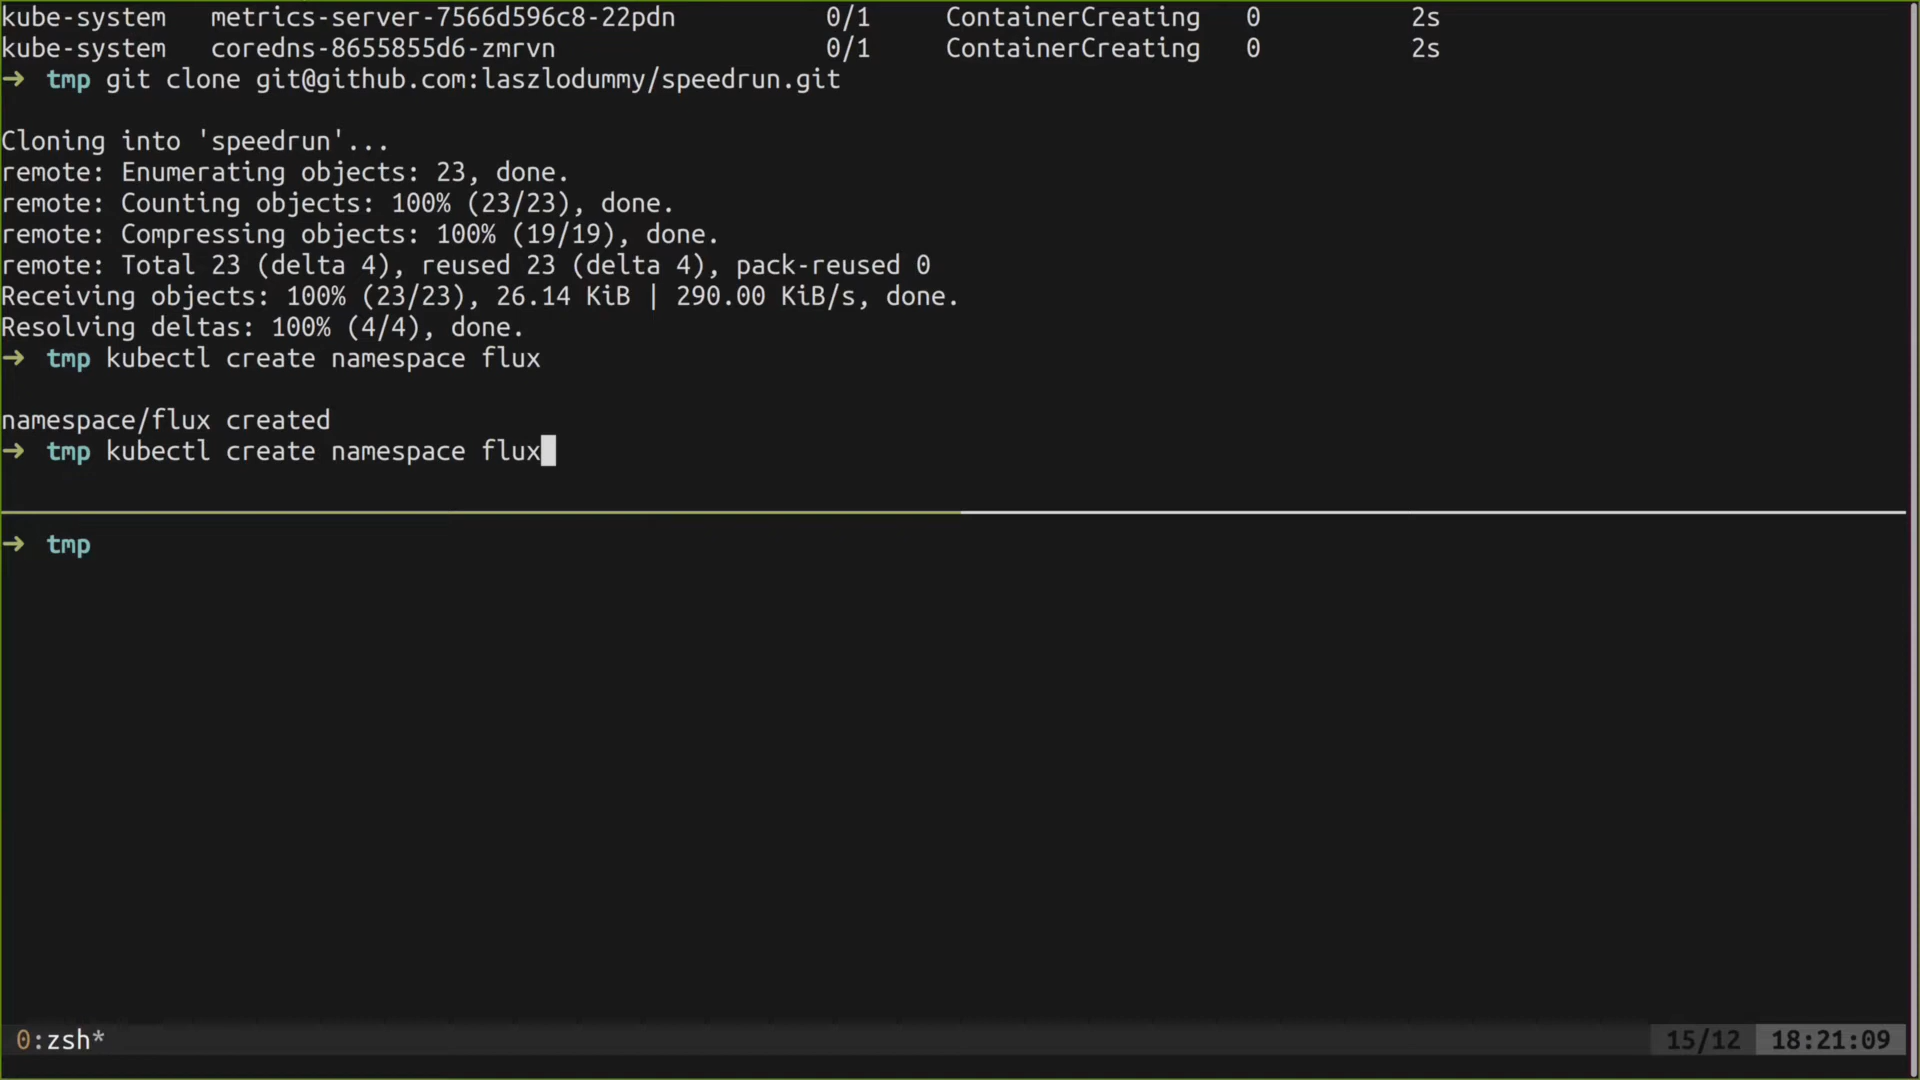 kube-system   metrics-server-7566d596c8-22pdn          0/1     ContainerCreating   0          2s
kube-system   coredns-8655855d6-zmrvn                  0/1     ContainerCreating   0          2s
➜  tmp git clone git@github.com:laszlodummy/speedrun.git
Cloning into 'speedrun'...
remote: Enumerating objects: 23, done.
remote: Counting objects: 100% (23/23), done.
remote: Compressing objects: 100% (19/19), done.
remote: Total 23 (delta 4), reused 23 (delta 4), pack-reused 0
Receiving objects: 100% (23/23), 26.14 KiB | 290.00 KiB/s, done.
Resolving deltas: 100% (4/4), done.
➜  tmp kubectl create namespace flux
namespace/flux created
➜  tmp kubectl create namespace flux
➜  tmp
0:zsh* 15/12 18:21:09